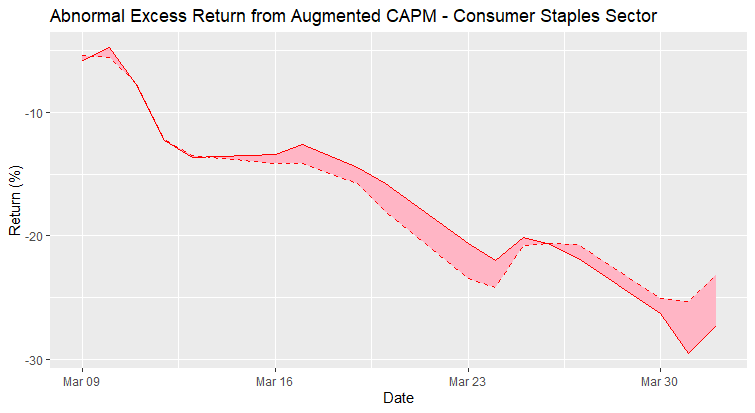 Abnormal Excess Return from Augmented CAPM - Consumer Staples Sector
Return (%)
-10
-20
-30
Mar 09
Mar 16
Mar 23
Mar 30
Date